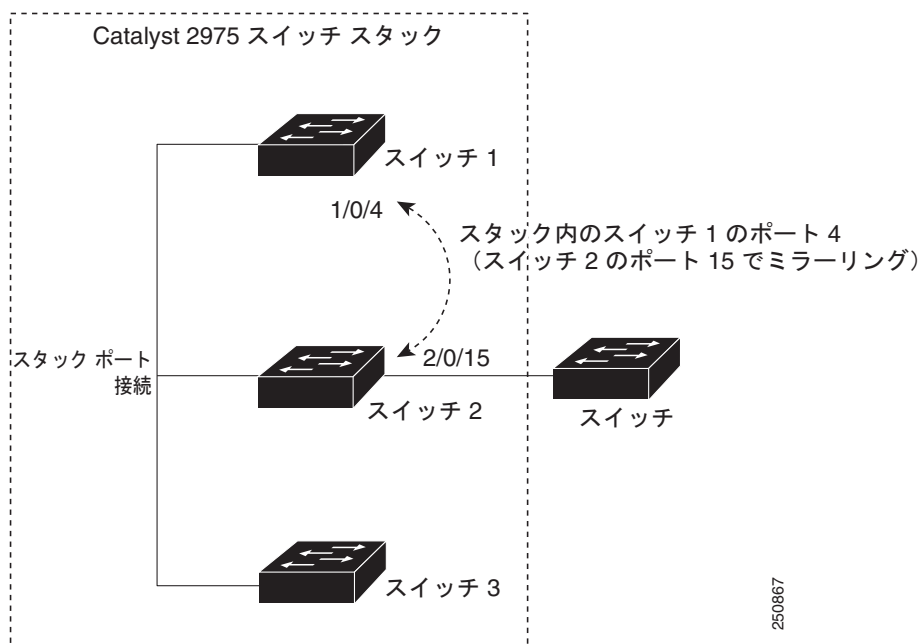 Catalyst 2975 スイッチ スタック
スイッチ 1
1/0/4
スタック内のスイッチ 1 のポート 4
（スイッチ 2 のポート 15 でミラーリング）
スタック ポート
接続
2/0/15
スイッチ 2
スイッチ
スイッチ 3
250867